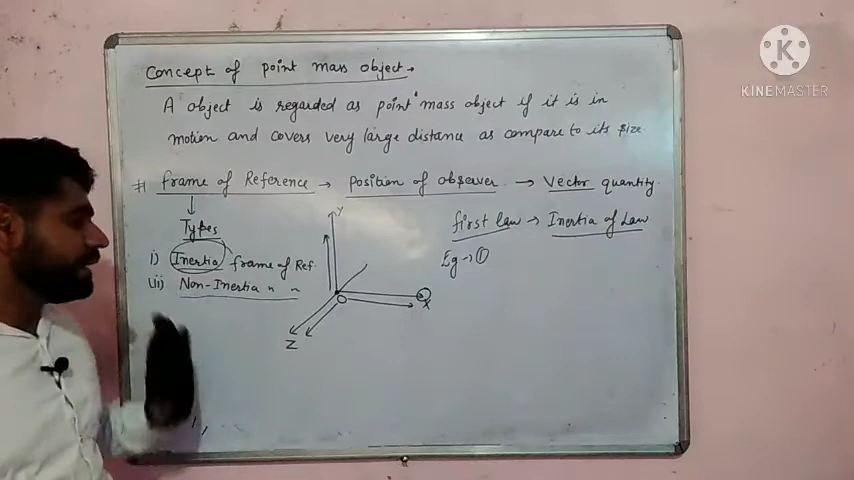 Concept of point mass object →
A object is regarded as point mass object if it is in
motion and covers very large distance as compare to its size
# frame of Reference → position of observer → Vector quantity.
Types
first law → Inertia of Law
i) Inertia frame of Ref.
Eg → ①
(ii) Non-Inertia " "
Y
O
X
Z
K
KINEMASTER